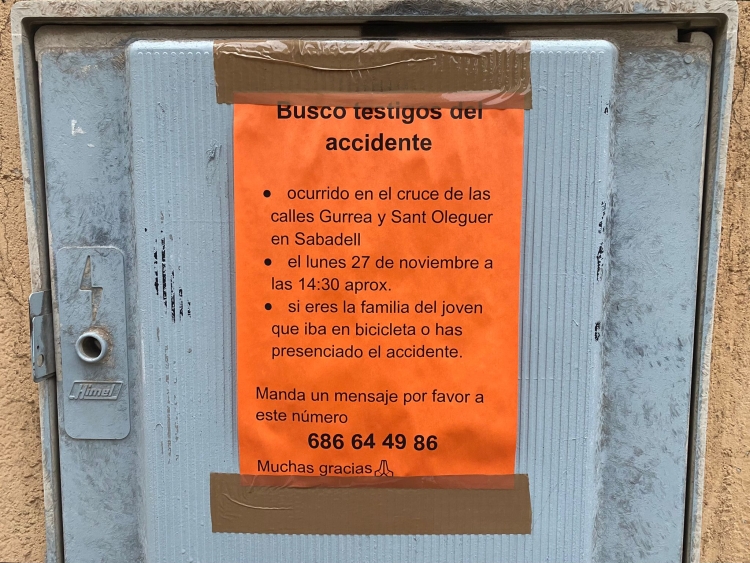 Busco testigos del
accidente
• ocurrido en el cruce de las
calles Gurrea y Sant Oleguer
en Sabadell
• el lunes 27 de noviembre a
las 14:30 aprox.
• si eres la familia del joven
que iba en bicicleta o has
presenciado el accidente.
Manda un mensaje por favor a
este número
686 64 49 86
Muchas gracias🙏
Himel